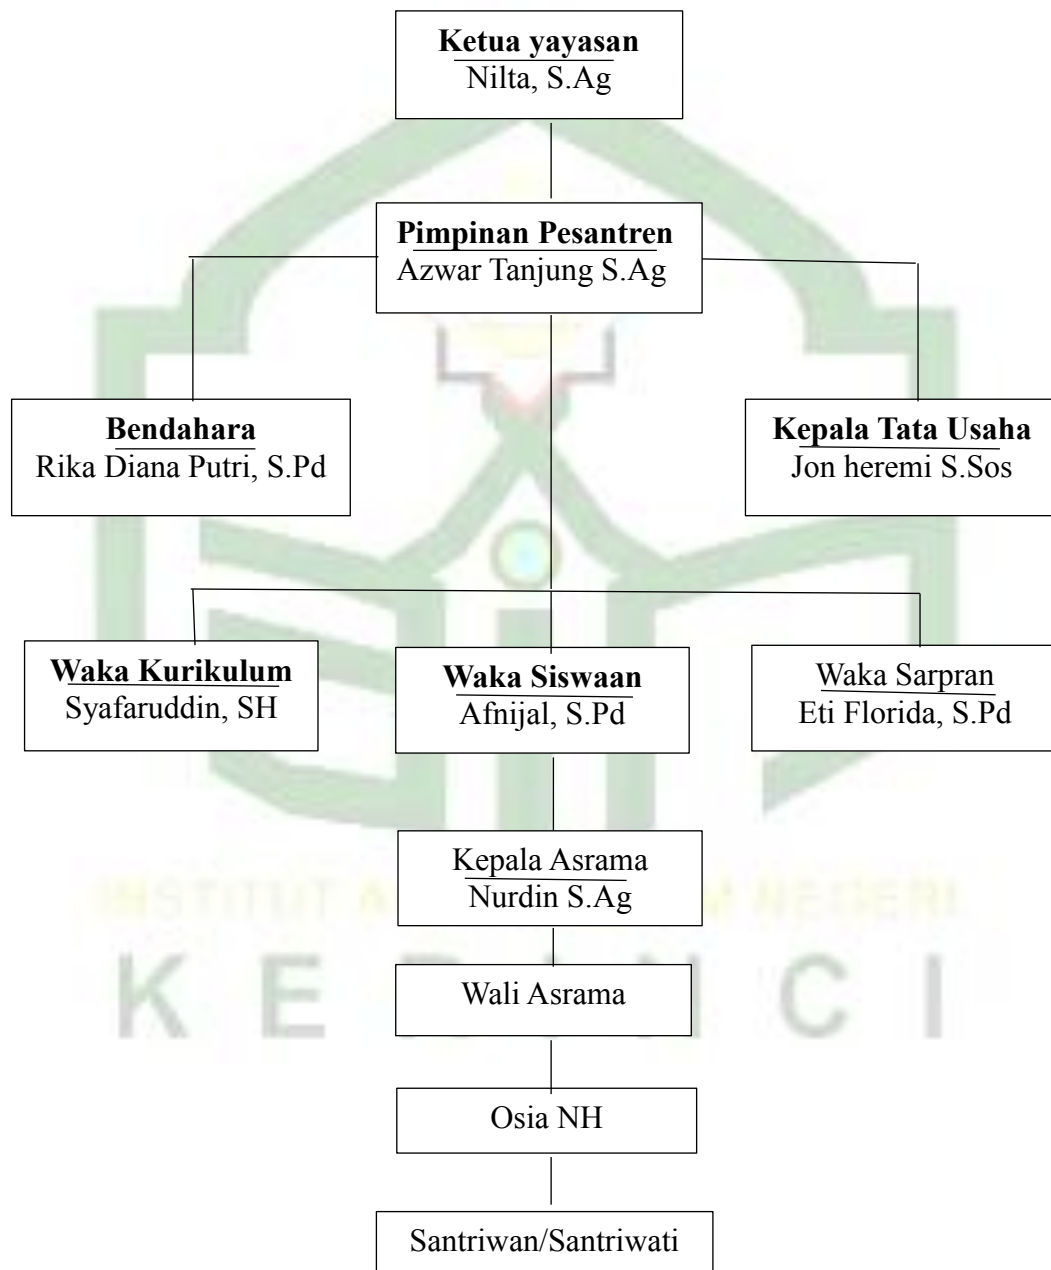 Ketua yayasan
Nilta, S.Ag
Pimpinan Pesantren
Azwar Tanjung S.Ag
Bendahara
Rika Diana Putri, S.Pd
Kepala Tata Usaha
Jon heremi S.Sos
Waka Kurikulum
Syafaruddin, SH
Waka Siswaan
Afnijal, S.Pd
Waka Sarpran
Eti Florida, S.Pd
Kepala Asrama
Nurdin S.Ag
INSTITUT A M NEGERI
Wali Asrama
K E R I N C I
Osia NH
Santriwan/Santriwati